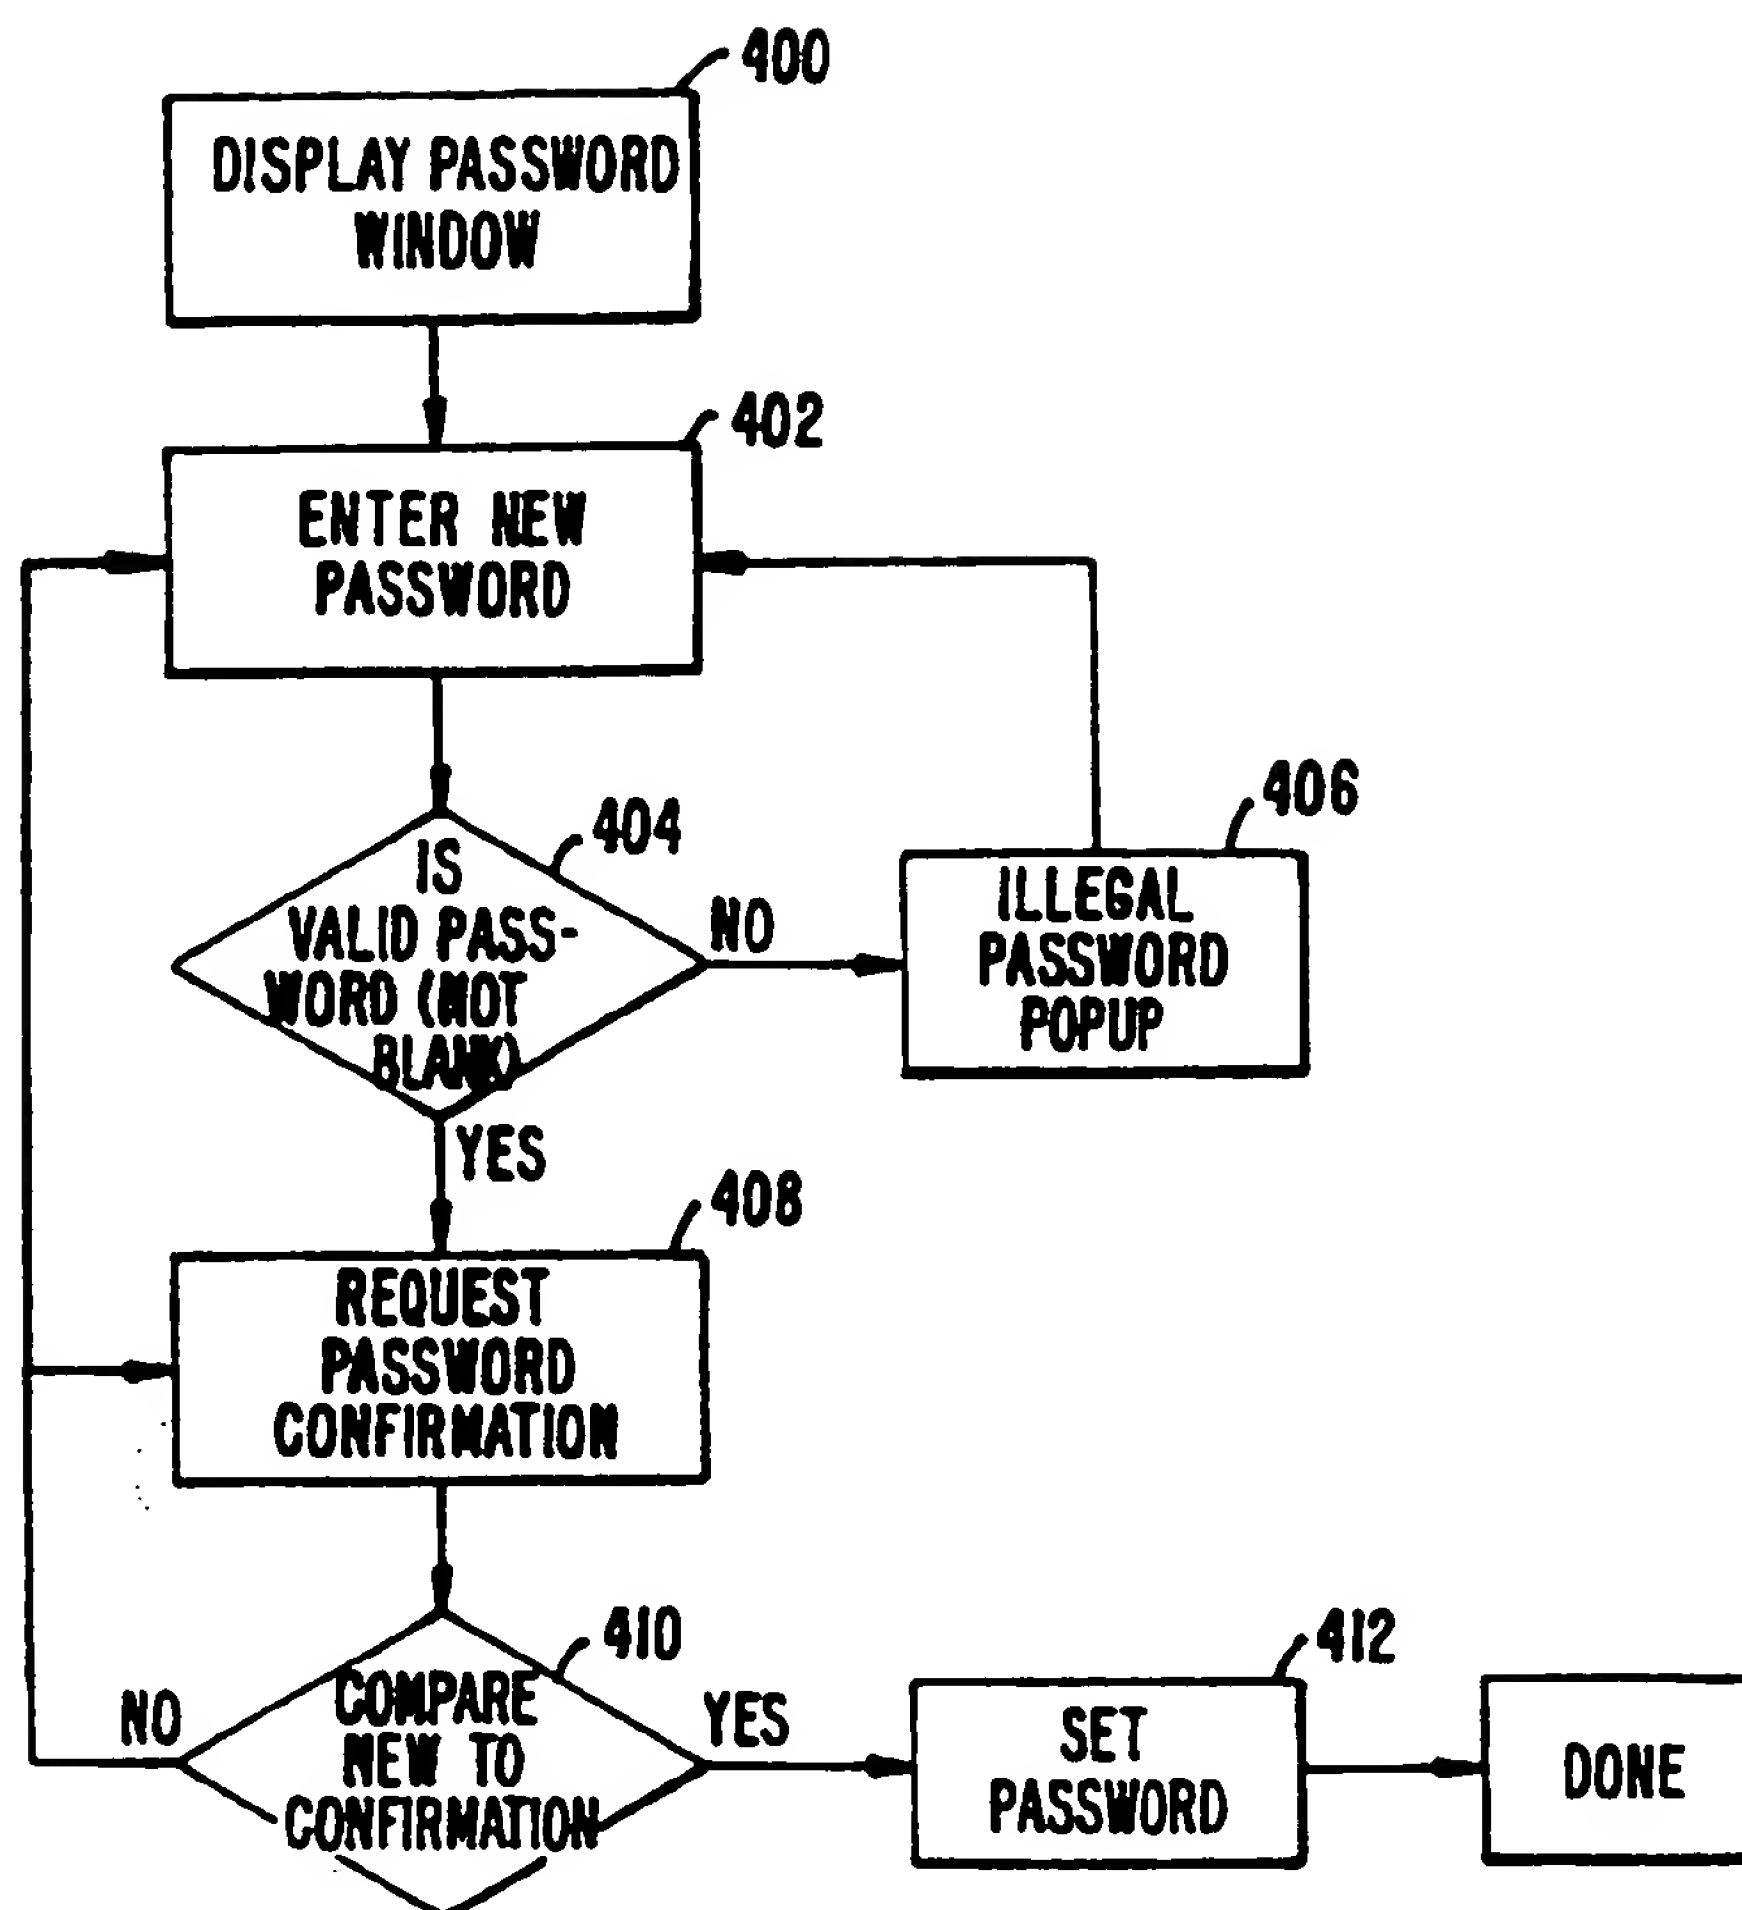 400
DISPLAY PASSWORD
WINDOW
402
ENTER NEW
PASSWORD
404
IS
VALID PASS-
WORD (NOT
BLANK)
NO
406
ILLEGAL
PASSWORD
POPUP
YES
408
REQUEST
PASSWORD
CONFIRMATION
410
NO
COMPARE
NEW TO
CONFIRMATION
YES
412
SET
PASSWORD
DONE